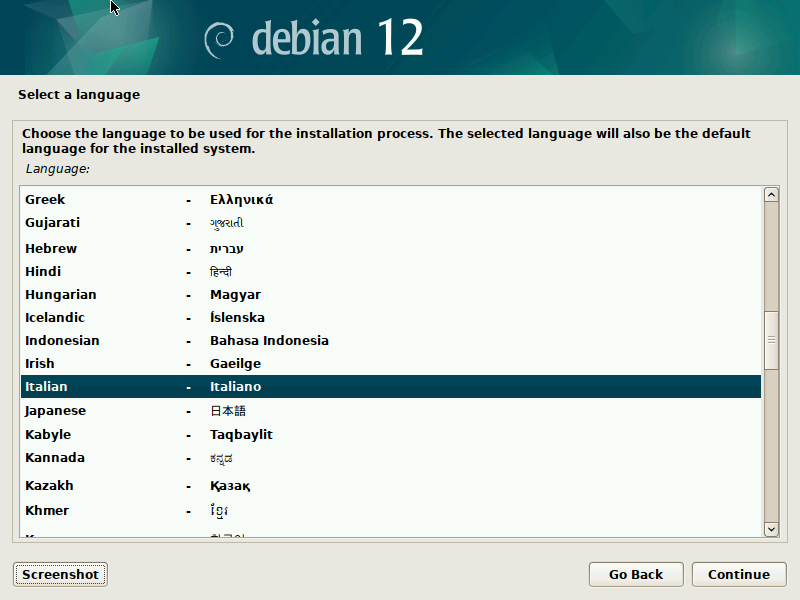 debian 12
Select a language
Choose the language to be used for the installation process. The selected language will also be the default
language for the installed system.
Language:
Greek - Ελληνικά
Gujarati - ગુજરાતી
Hebrew - עברית
Hindi - हिन्दी
Hungarian - Magyar
Icelandic - Íslenska
Indonesian - Bahasa Indonesia
Irish - Gaeilge
Italian - Italiano
Japanese - 日本語
Kabyle - Taqbaylit
Kannada - ಕನ್ನಡ
Kazakh - Қазақ
Khmer - ខ្មែរ
Screenshot Go Back Continue